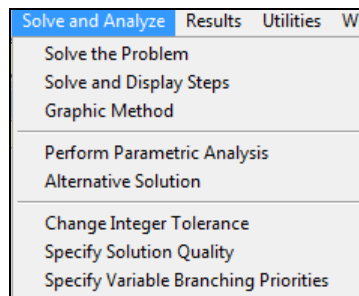 Solve and Analyze Results Utilities W
Solve the Problem
Solve and Display Steps
Graphic Method
Perform Parametric Analysis
Alternative Solution
Change Integer Tolerance
Specify Solution Quality
Specify Variable Branching Priorities